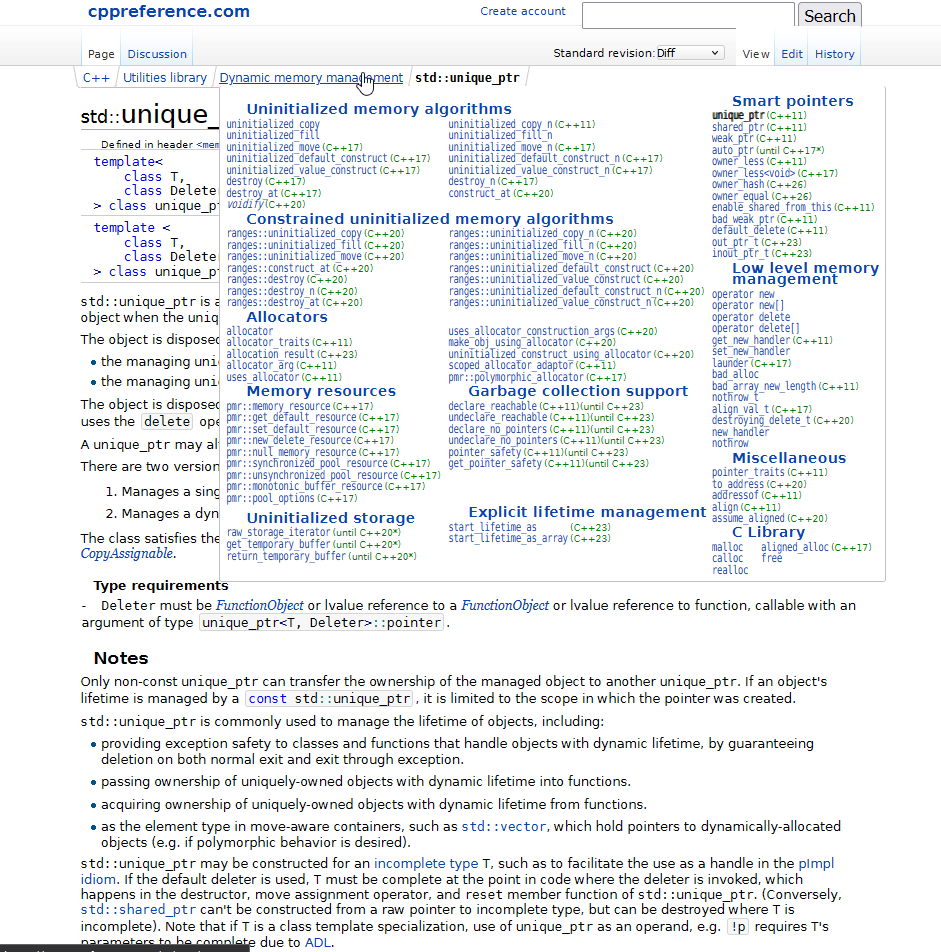 cppreference.com
Create account
Search
Page Discussion
Standard revision: Diff
View Edit History
C++ Utilities library Dynamic memory management std::unique_ptr
std::unique_
Defined in header <mem
template<
class T,
class Delete
> class unique_pt
template <
class T,
class Delete
> class unique_pt
std::unique_ptr is a
object when the uniq
The object is disposed
• the managing uni
• the managing uni
The object is disposed
uses the delete ope
A unique_ptr may al
There are two version
1. Manages a sing
2. Manages a dyn
The class satisfies the
CopyAssignable.
Uninitialized memory algorithms
uninitialized_copy
uninitialized_fill
uninitialized_move (C++17)
uninitialized_default_construct (C++17)
uninitialized_value_construct (C++17)
destroy (C++17)
destroy_at (C++17)
voidify (C++20)
uninitialized_copy_n (C++11)
uninitialized_fill_n
uninitialized_move_n (C++17)
uninitialized_default_construct_n (C++17)
uninitialized_value_construct_n (C++17)
destroy_n (C++17)
construct_at (C++20)
Constrained uninitialized memory algorithms
ranges::uninitialized_copy (C++20)
ranges::uninitialized_fill (C++20)
ranges::uninitialized_move (C++20)
ranges::construct_at (C++20)
ranges::destroy (C++20)
ranges::destroy_n (C++20)
ranges::destroy_at (C++20)
ranges::uninitialized_copy_n (C++20)
ranges::uninitialized_fill_n (C++20)
ranges::uninitialized_move_n (C++20)
ranges::uninitialized_default_construct (C++20)
ranges::uninitialized_value_construct (C++20)
ranges::uninitialized_default_construct_n (C++20)
ranges::uninitialized_value_construct_n (C++20)
Allocators
allocator
allocator_traits (C++11)
allocation_result (C++23)
allocator_arg (C++11)
uses_allocator (C++11)
uses_allocator_construction_args (C++20)
make_obj_using_allocator (C++20)
uninitialized_construct_using_allocator (C++20)
scoped_allocator_adaptor (C++11)
pmr::polymorphic_allocator (C++17)
Memory resources
pmr::memory_resource (C++17)
pmr::get_default_resource (C++17)
pmr::set_default_resource (C++17)
pmr::new_delete_resource (C++17)
pmr::null_memory_resource (C++17)
pmr::synchronized_pool_resource (C++17)
pmr::unsynchronized_pool_resource (C++17)
pmr::monotonic_buffer_resource (C++17)
pmr::pool_options (C++17)
Garbage collection support
declare_reachable (C++11)(until C++23)
undeclare_reachable (C++11)(until C++23)
declare_no_pointers (C++11)(until C++23)
undeclare_no_pointers (C++11)(until C++23)
pointer_safety (C++11)(until C++23)
get_pointer_safety (C++11)(until C++23)
Uninitialized storage
raw_storage_iterator (until C++20*)
get_temporary_buffer (until C++20*)
return_temporary_buffer (until C++20*)
Explicit lifetime management
start_lifetime_as (C++23)
start_lifetime_as_array (C++23)
Smart pointers
unique_ptr (C++11)
shared_ptr (C++11)
weak_ptr (C++11)
auto_ptr (until C++17*)
owner_less (C++11)
owner_less<void> (C++17)
owner_hash (C++26)
owner_equal (C++26)
enable_shared_from_this (C++11)
bad_weak_ptr (C++11)
default_delete (C++11)
out_ptr_t (C++23)
inout_ptr_t (C++23)
Low level memory
management
operator new
operator new[]
operator delete
operator delete[]
get_new_handler (C++11)
set_new_handler
launder (C++17)
bad_alloc
bad_array_new_length (C++11)
nothrow_t
align_val_t (C++17)
destroying_delete_t (C++20)
new_handler
nothrow
Miscellaneous
pointer_traits (C++11)
to_address (C++20)
addressof (C++11)
align (C++11)
assume_aligned (C++20)
C Library
malloc aligned_alloc (C++17)
calloc free
realloc
Type requirements
- Deleter must be FunctionObject or lvalue reference to a FunctionObject or lvalue reference to function, callable with an
argument of type unique_ptr<T, Deleter>::pointer.
Notes
Only non-const unique_ptr can transfer the ownership of the managed object to another unique_ptr. If an object's
lifetime is managed by a const std::unique_ptr, it is limited to the scope in which the pointer was created.
std::unique_ptr is commonly used to manage the lifetime of objects, including:
• providing exception safety to classes and functions that handle objects with dynamic lifetime, by guaranteeing
deletion on both normal exit and exit through exception.
• passing ownership of uniquely-owned objects with dynamic lifetime into functions.
• acquiring ownership of uniquely-owned objects with dynamic lifetime from functions.
• as the element type in move-aware containers, such as std::vector, which hold pointers to dynamically-allocated
objects (e.g. if polymorphic behavior is desired).
std::unique_ptr may be constructed for an incomplete type T, such as to facilitate the use as a handle in the pImpl
idiom. If the default deleter is used, T must be complete at the point in code where the deleter is invoked, which
happens in the destructor, move assignment operator, and reset member function of std::unique_ptr. (Conversely,
std::shared_ptr can't be constructed from a raw pointer to incomplete type, but can be destroyed where T is
incomplete). Note that if T is a class template specialization, use of unique_ptr as an operand, e.g. !p requires T's
parameters to be complete due to ADL.